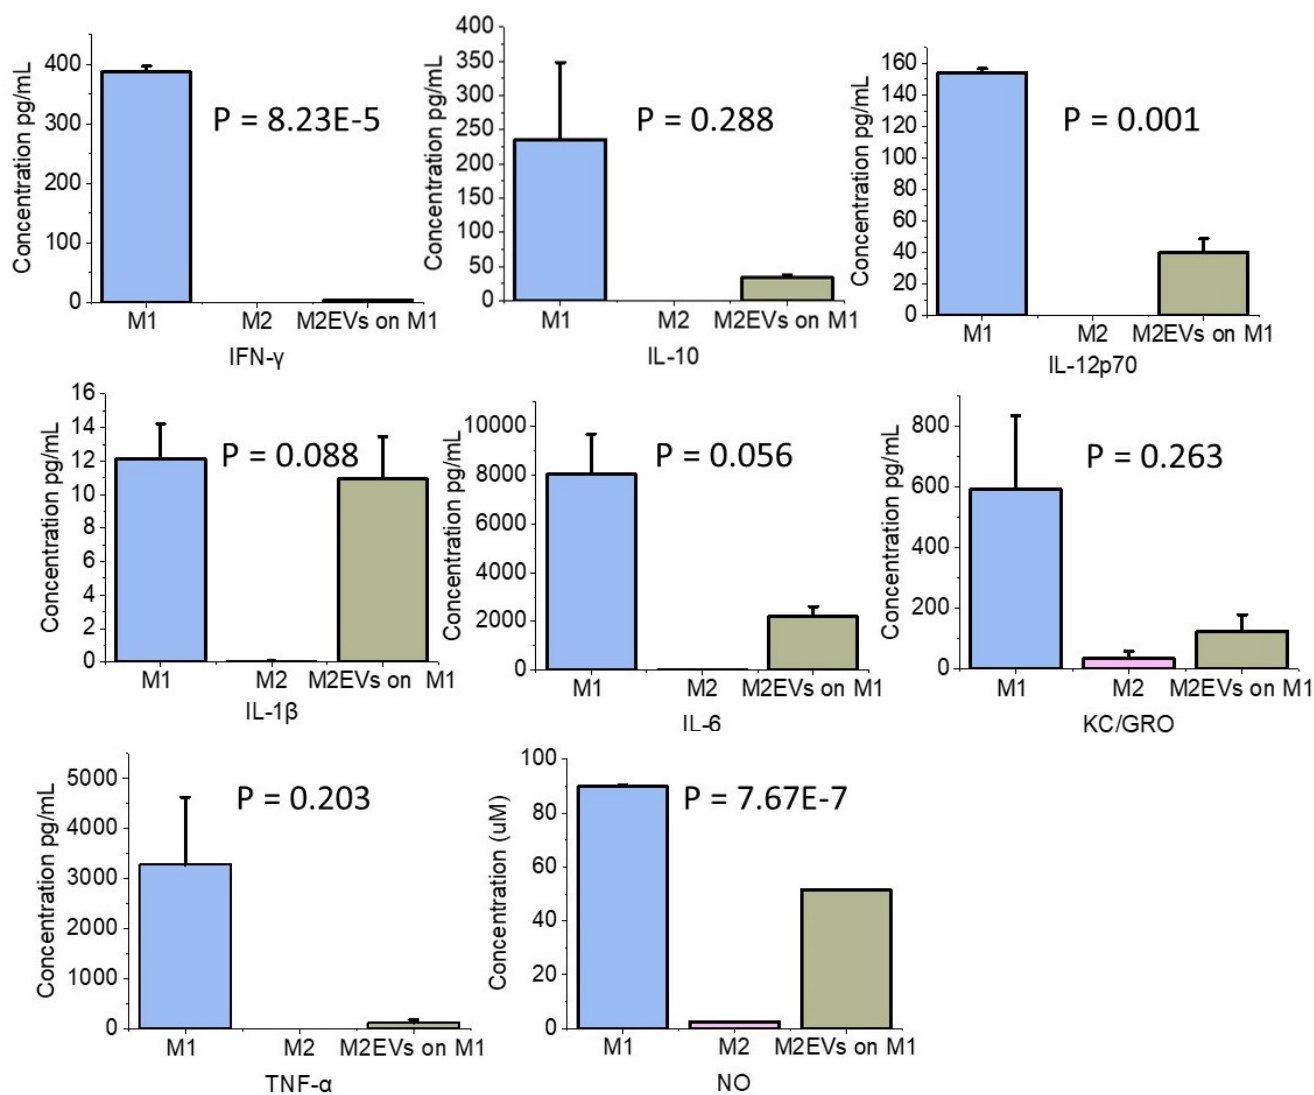 Concentration pg/mL
400
300
200
100
0
P = 8.23E-5
M1 M2 M2EVs on M1
IFN-γ
Concentration pg/mL
400
350
300
250
200
150
100
50
0
P = 0.288
M1 M2 M2EVs on M1
IL-10
Concentration pg/mL
160
140
120
100
80
60
40
20
0
P = 0.001
M1 M2 M2EVs on M1
IL-12p70
Concentration pg/mL
16
14
12
10
8
6
4
2
0
P = 0.088
M1 M2 M2EVs on M1
IL-1β
Concentration pg/mL
10000
8000
6000
4000
2000
0
P = 0.056
M1 M2 M2EVs on M1
IL-6
Concentration pg/mL
800
600
400
200
0
P = 0.263
M1 M2 M2EVs on M1
KC/GRO
Concentration pg/mL
5000
4000
3000
2000
1000
0
P = 0.203
M1 M2 M2EVs on M1
TNF-α
Concentration (uM)
100
80
60
40
20
0
P = 7.67E-7
M1 M2 M2EVs on M1
NO